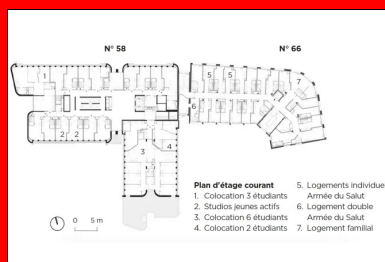 N° 58
N° 66
1
5
5
7
6
2
2
3
4
Plan d'étage courant
1. Colocation 3 étudiants
2. Studios jeunes actifs
3. Colocation 6 étudiants
4. Colocation 2 étudiants
5. Logements individue
Armée du Salut
6. Logement double
Armée du Salut
7. Logement familial
0 5 m